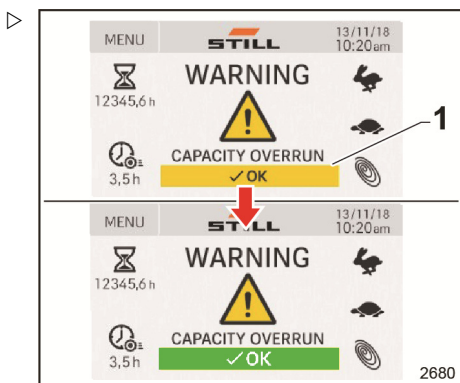 MENU STILL 13/11/18
10:20am
WARNING
12345,6 h
CAPACITY OVERRUN
3,5 h ✓ OK
1
MENU STILL 13/11/18
10:20am
WARNING
12345,6 h
CAPACITY OVERRUN
3,5 h ✓ OK
2680